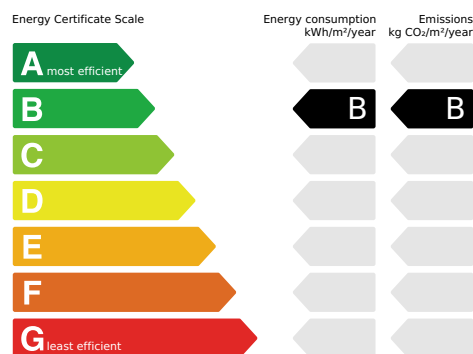 Energy Certificate Scale
Energy consumption
kWh/m²/year
Emissions
kg CO₂/m²/year
A most efficient
B
B
B
C
D
E
F
G least efficient